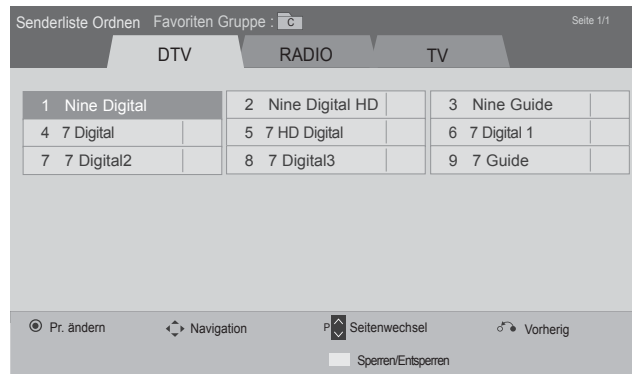 Senderliste Ordnen Favoriten Gruppe : C Seite 1/1
DTV RADIO TV
1 Nine Digital 2 Nine Digital HD 3 Nine Guide
4 7 Digital 5 7 HD Digital 6 7 Digital 1
7 7 Digital2 8 7 Digital3 9 7 Guide
Pr. ändern Navigation P Seitenwechsel Vorherig
Sperren/Entsperren